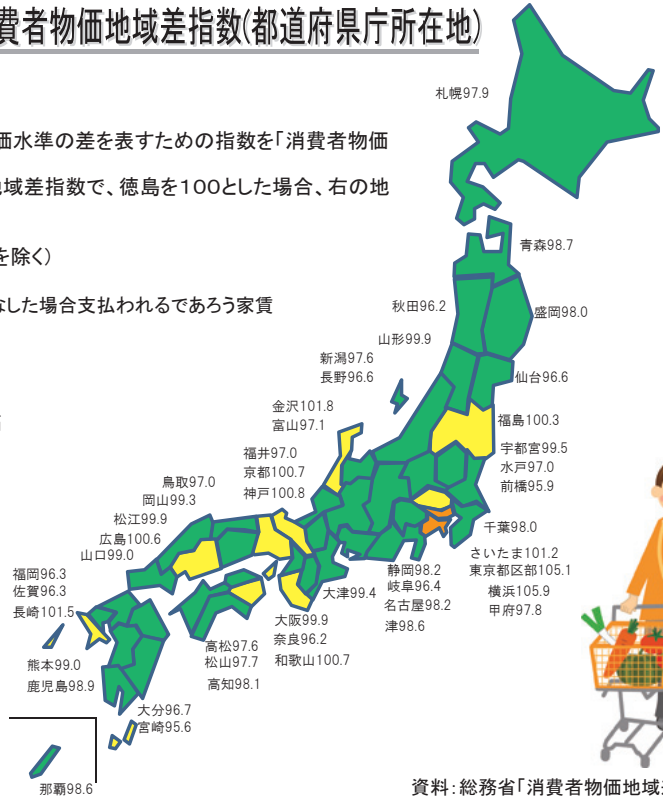 費者物価地域差指数(都道府県庁所在地)
札幌97.9
価水準の差を表すための指数を「消費者物価
域差指数で、徳島を100とした場合、右の地
を除く)
青森98.7
なした場合支払われるであろう家賃
秋田96.2
盛岡98.0
山形99.9
新潟97.6
長野96.6
仙台96.6
金沢101.8
富山97.1
福島100.3
宇都宮99.5
水戸97.0
前橋95.9
福井97.0
京都100.7
神戸100.8
鳥取97.0
岡山99.3
松江99.9
広島100.6
山口99.0
千葉98.0
さいたま101.2
東京都区部105.1
横浜105.9
甲府97.8
福岡96.3
佐賀96.3
長崎101.5
静岡98.2
岐阜96.4
名古屋98.2
津98.6
大津99.4
大阪99.9
奈良96.2
和歌山100.7
高松97.6
松山97.7
高知98.1
熊本99.0
鹿児島98.9
大分96.7
宮崎95.6
那覇98.6
資料:総務省「消費者物価地域